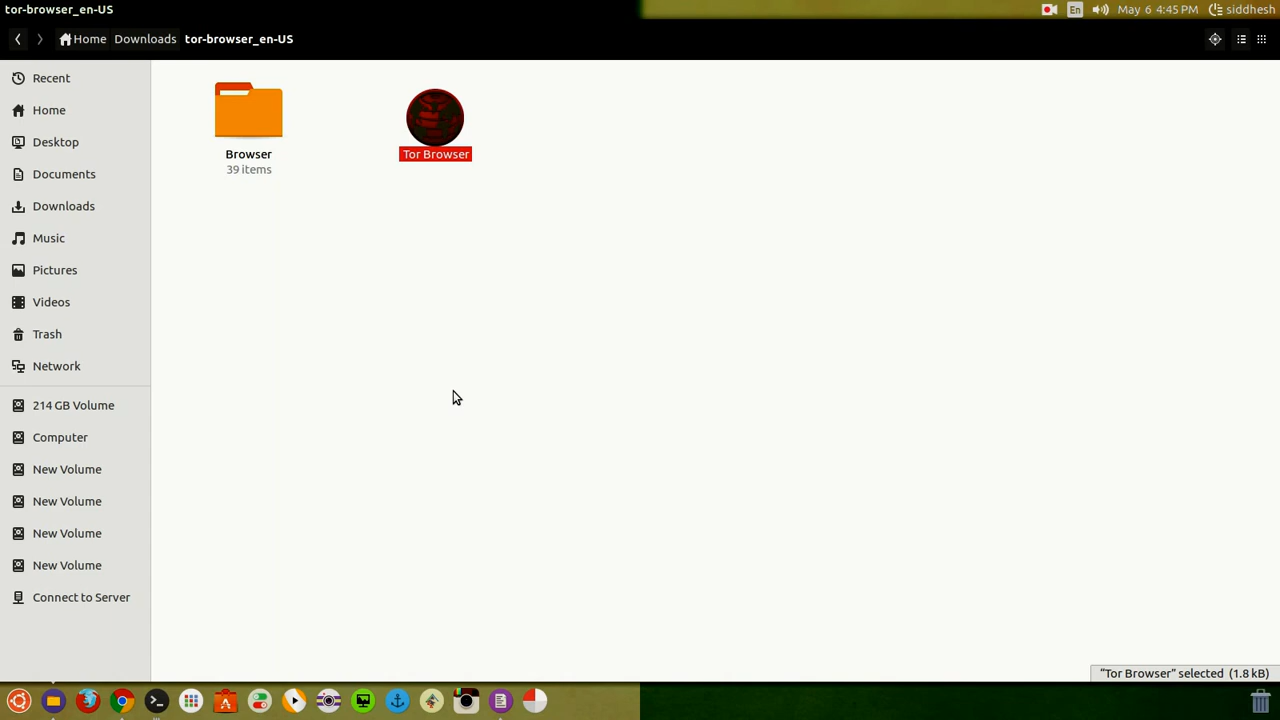 tor-browser_en-US
En
May 6 4:45 PM
siddhesh
Home Downloads tor-browser_en-US
Recent
Home
Desktop
Documents
Downloads
Music
Pictures
Videos
Trash
Network
214 GB Volume
Computer
New Volume
New Volume
New Volume
New Volume
Connect to Server
Browser
39 items
Tor Browser
“Tor Browser” selected (1.8 kB)